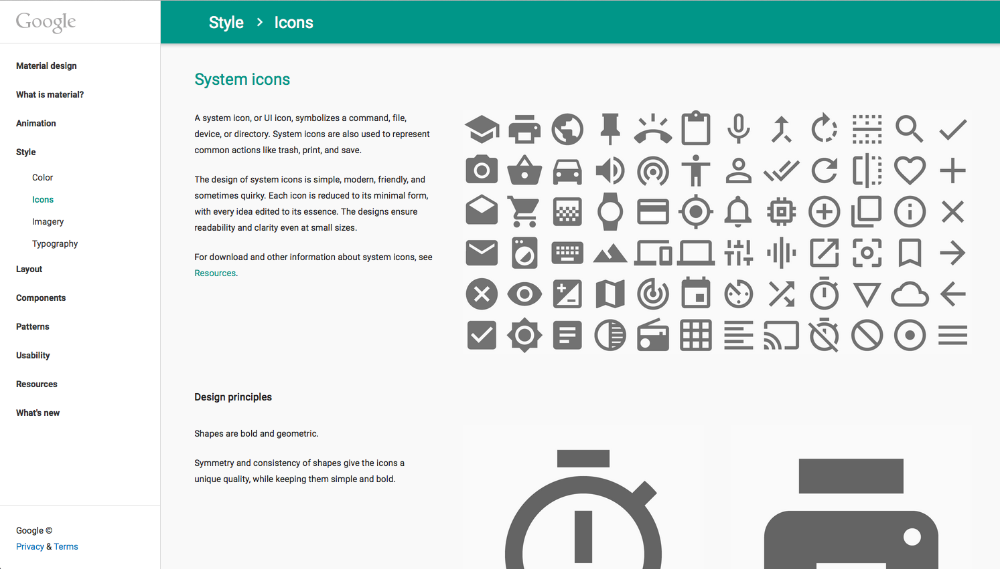 Google
Style > Icons
Material design
What is material?
Animation
Style
Color
Icons
Imagery
Typography
Layout
Components
Patterns
Usability
Resources
What's new
Google ©
Privacy & Terms
System icons
A system icon, or UI icon, symbolizes a command, file,
device, or directory. System icons are also used to represent
common actions like trash, print, and save.
The design of system icons is simple, modern, friendly, and
sometimes quirky. Each icon is reduced to its minimal form,
with every idea edited to its essence. The designs ensure
readability and clarity even at small sizes.
For download and other information about system icons, see
Resources.
Design principles
Shapes are bold and geometric.
Symmetry and consistency of shapes give the icons a
unique quality, while keeping them simple and bold.